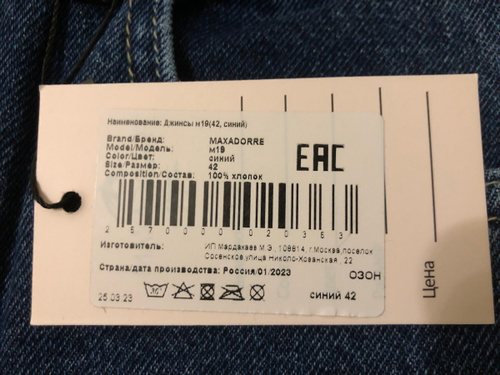 Наименование: Джинсы м19(42, синий)
Brand/Бренд: MAXADORRE
Model/Модель: м19
Color/Цвет: синий
Size/Размер: 42
Composition/Состав: 100% хлопок
EAC
Изготовитель: ИП Мардахаев М.Э., 108814, г.Москва,поселок
Сосенское,улица Николо-Хованская, 22
Страна/дата производства: Россия/01/2023
ОЗОН
25.03.23
синий 42
Цена